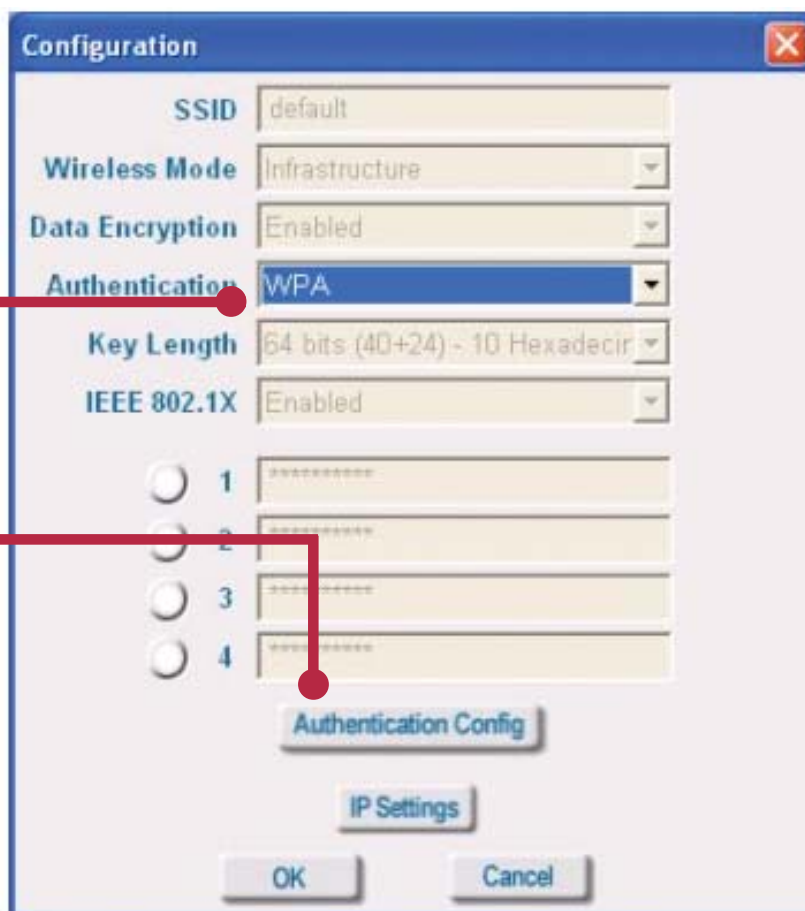 Configuration
SSID default
Wireless Mode Infrastructure
Data Encryption Enabled
Authentication WPA
Key Length 64 bits (40+24) - 10 Hexadecir
IEEE 802.1X Enabled
1 **********
2 **********
3 **********
4 **********
Authentication Config
IP Settings
OK Cancel